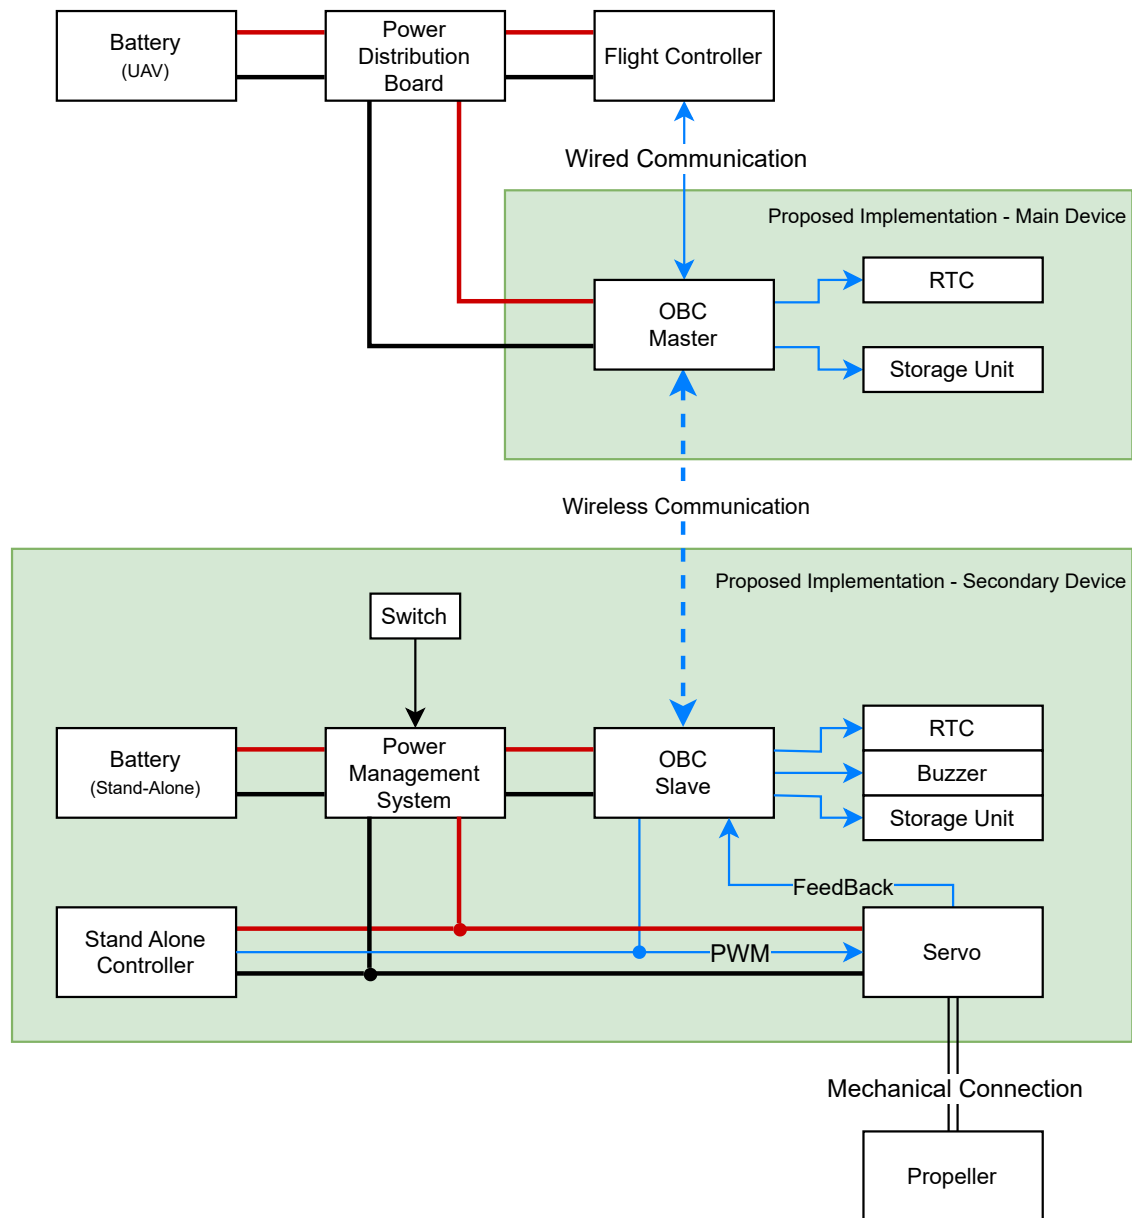 Battery
(UAV)
Power
Distribution
Board
Flight Controller
Wired Communication
Proposed Implementation - Main Device
OBC
Master
RTC
Storage Unit
Wireless Communication
Proposed Implementation - Secondary Device
Switch
Battery
(Stand-Alone)
Power
Management
System
OBC
Slave
RTC
Buzzer
Storage Unit
FeedBack
Stand Alone
Controller
PWM
Servo
Mechanical Connection
Propeller